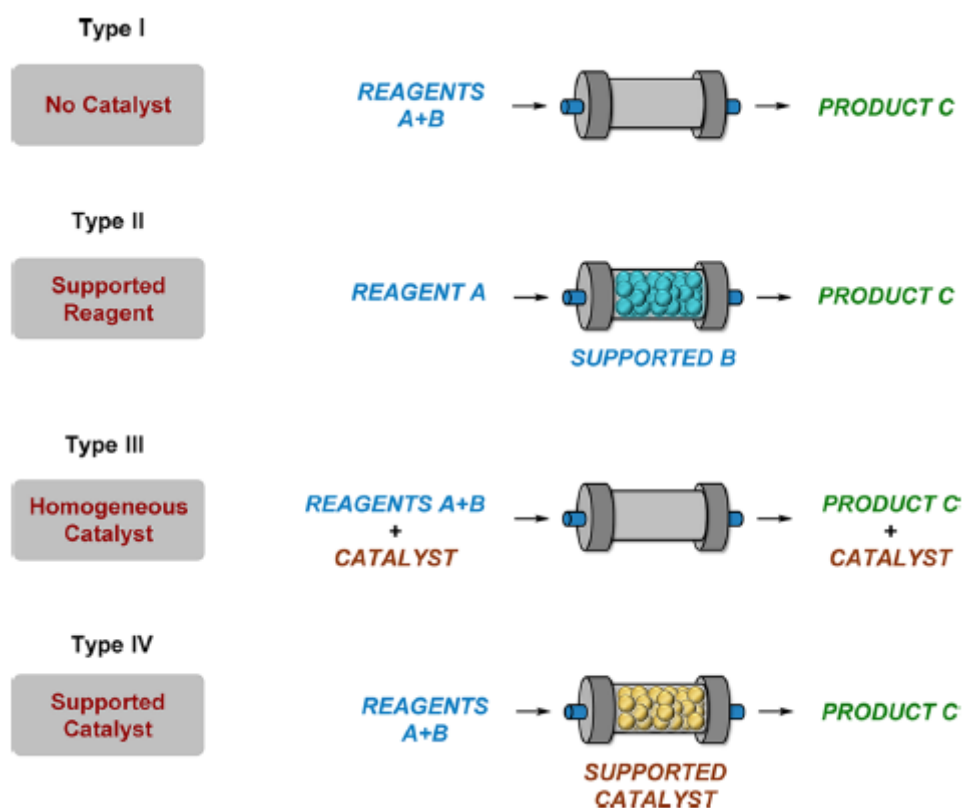 Type I
No Catalyst
REAGENTS
A+B
PRODUCT C
Type II
Supported
Reagent
REAGENT A
SUPPORTED B
PRODUCT C
Type III
Homogeneous
Catalyst
REAGENTS A+B
+
CATALYST
PRODUCT C
+
CATALYST
Type IV
Supported
Catalyst
REAGENTS
A+B
SUPPORTED
CATALYST
PRODUCT C